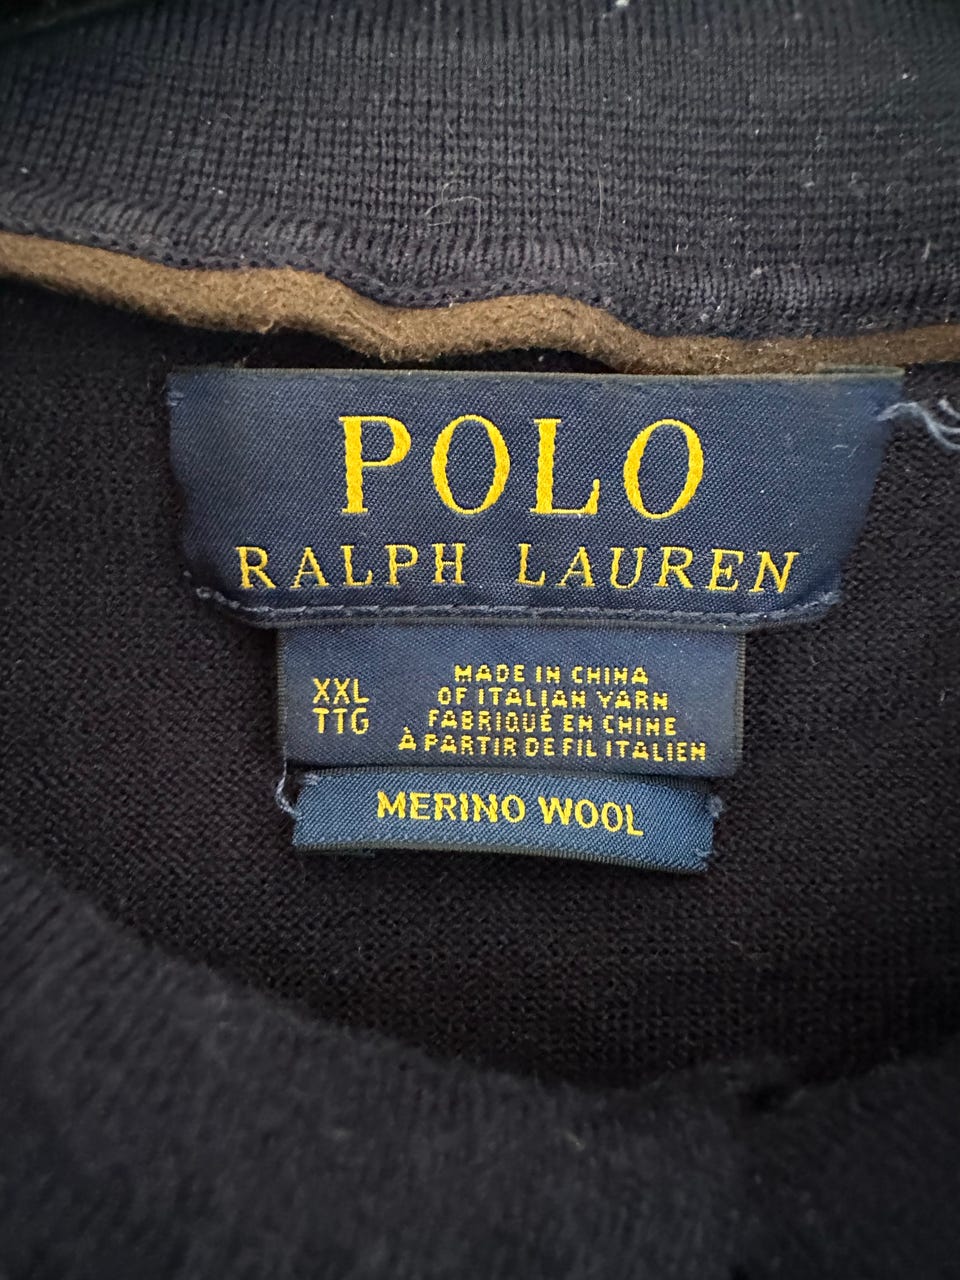 POLO
RALPH LAUREN
XXL
TTG
MADE IN CHINA
OF ITALIAN YARN
FABRIQUÉ EN CHINE
À PARTIR DE FIL ITALIEN
MERINO WOOL